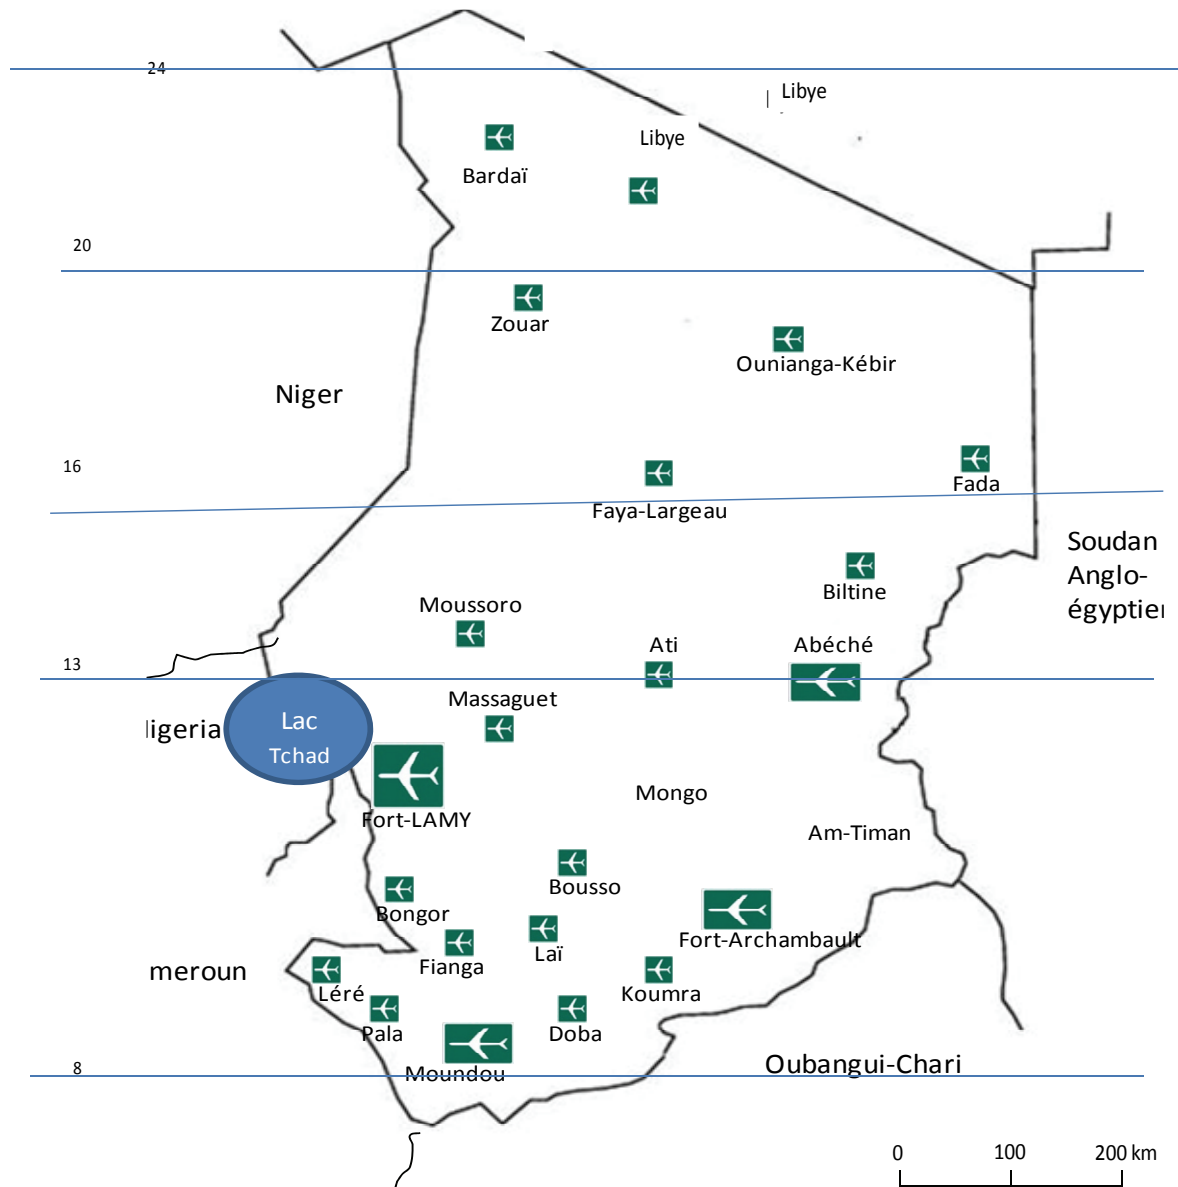 24
Libye
Libye
Bardaï
20
Zouar
Ounianga-Kébir
Niger
16
Fada
Faya-Largeau
Soudan
Anglo-
égyptien
Biltine
Moussoro
Ati
Abéché
13
Massaguet
Lac
Tchad
ligeria
Mongo
Fort-LAMY
Am-Timan
Bousso
Bongor
Fort-Archambault
Laï
Fianga
meroun
Léré
Koumra
Pala
Doba
Oubangui-Chari
8
Moundou
0 100 200 km